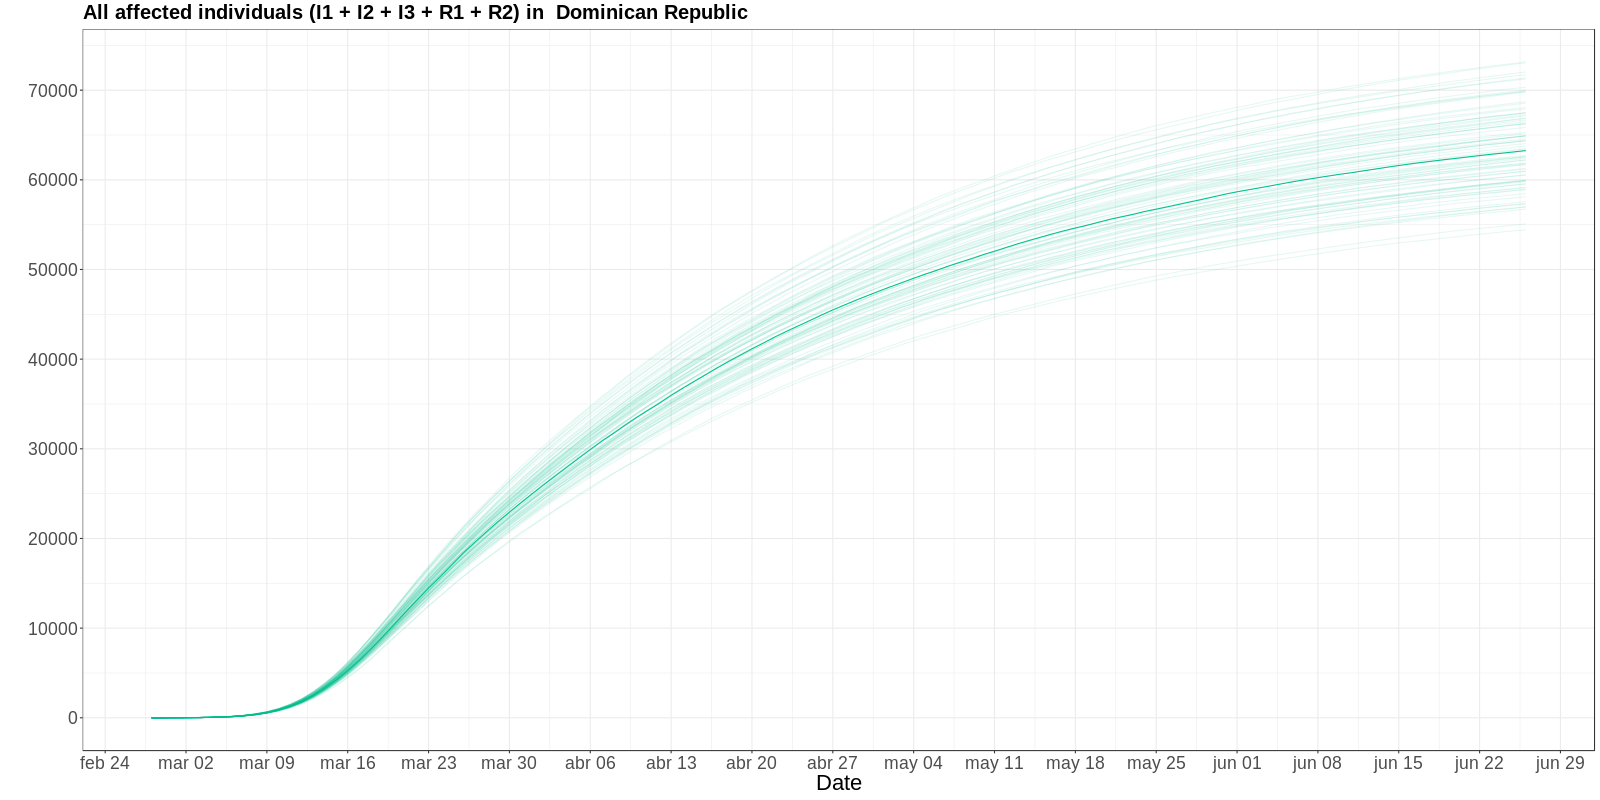 All affected individuals (I1 + I2 + I3 + R1 + R2) in  Dominican Republic
70000
60000
50000
40000
30000
20000
10000
0
feb 24 mar 02 mar 09 mar 16 mar 23 mar 30 abr 06 abr 13 abr 20 abr 27 may 04 may 11 may 18 may 25 jun 01 jun 08 jun 15 jun 22 jun 29
Date